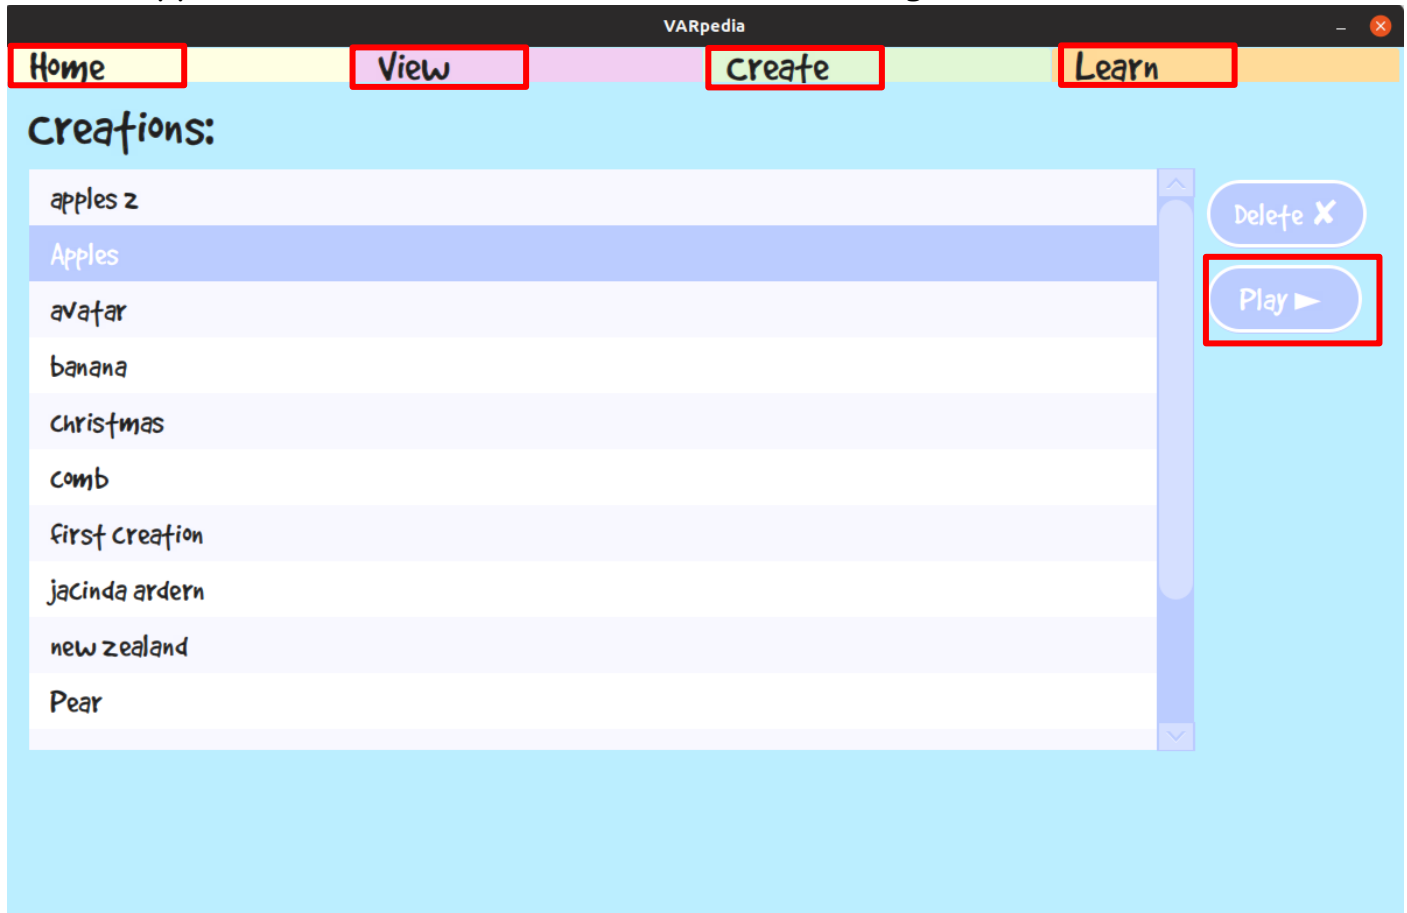 VARpedia
Home View Create Learn
Creations:
apples 2
Delete ✘
Apples
Play ►
avatar
banana
Christmas
comb
first creation
jacinda ardern
new zealand
Pear